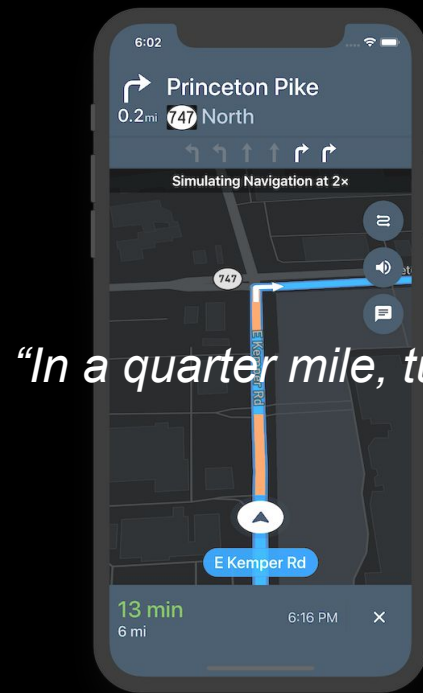 6:02
Princeton Pike
0.2mi 747 North
Simulating Navigation at 2×
747
“In a quarter mile,
E Kemper Rd
E Kemper Rd
13 min
6 mi
6:16 PM